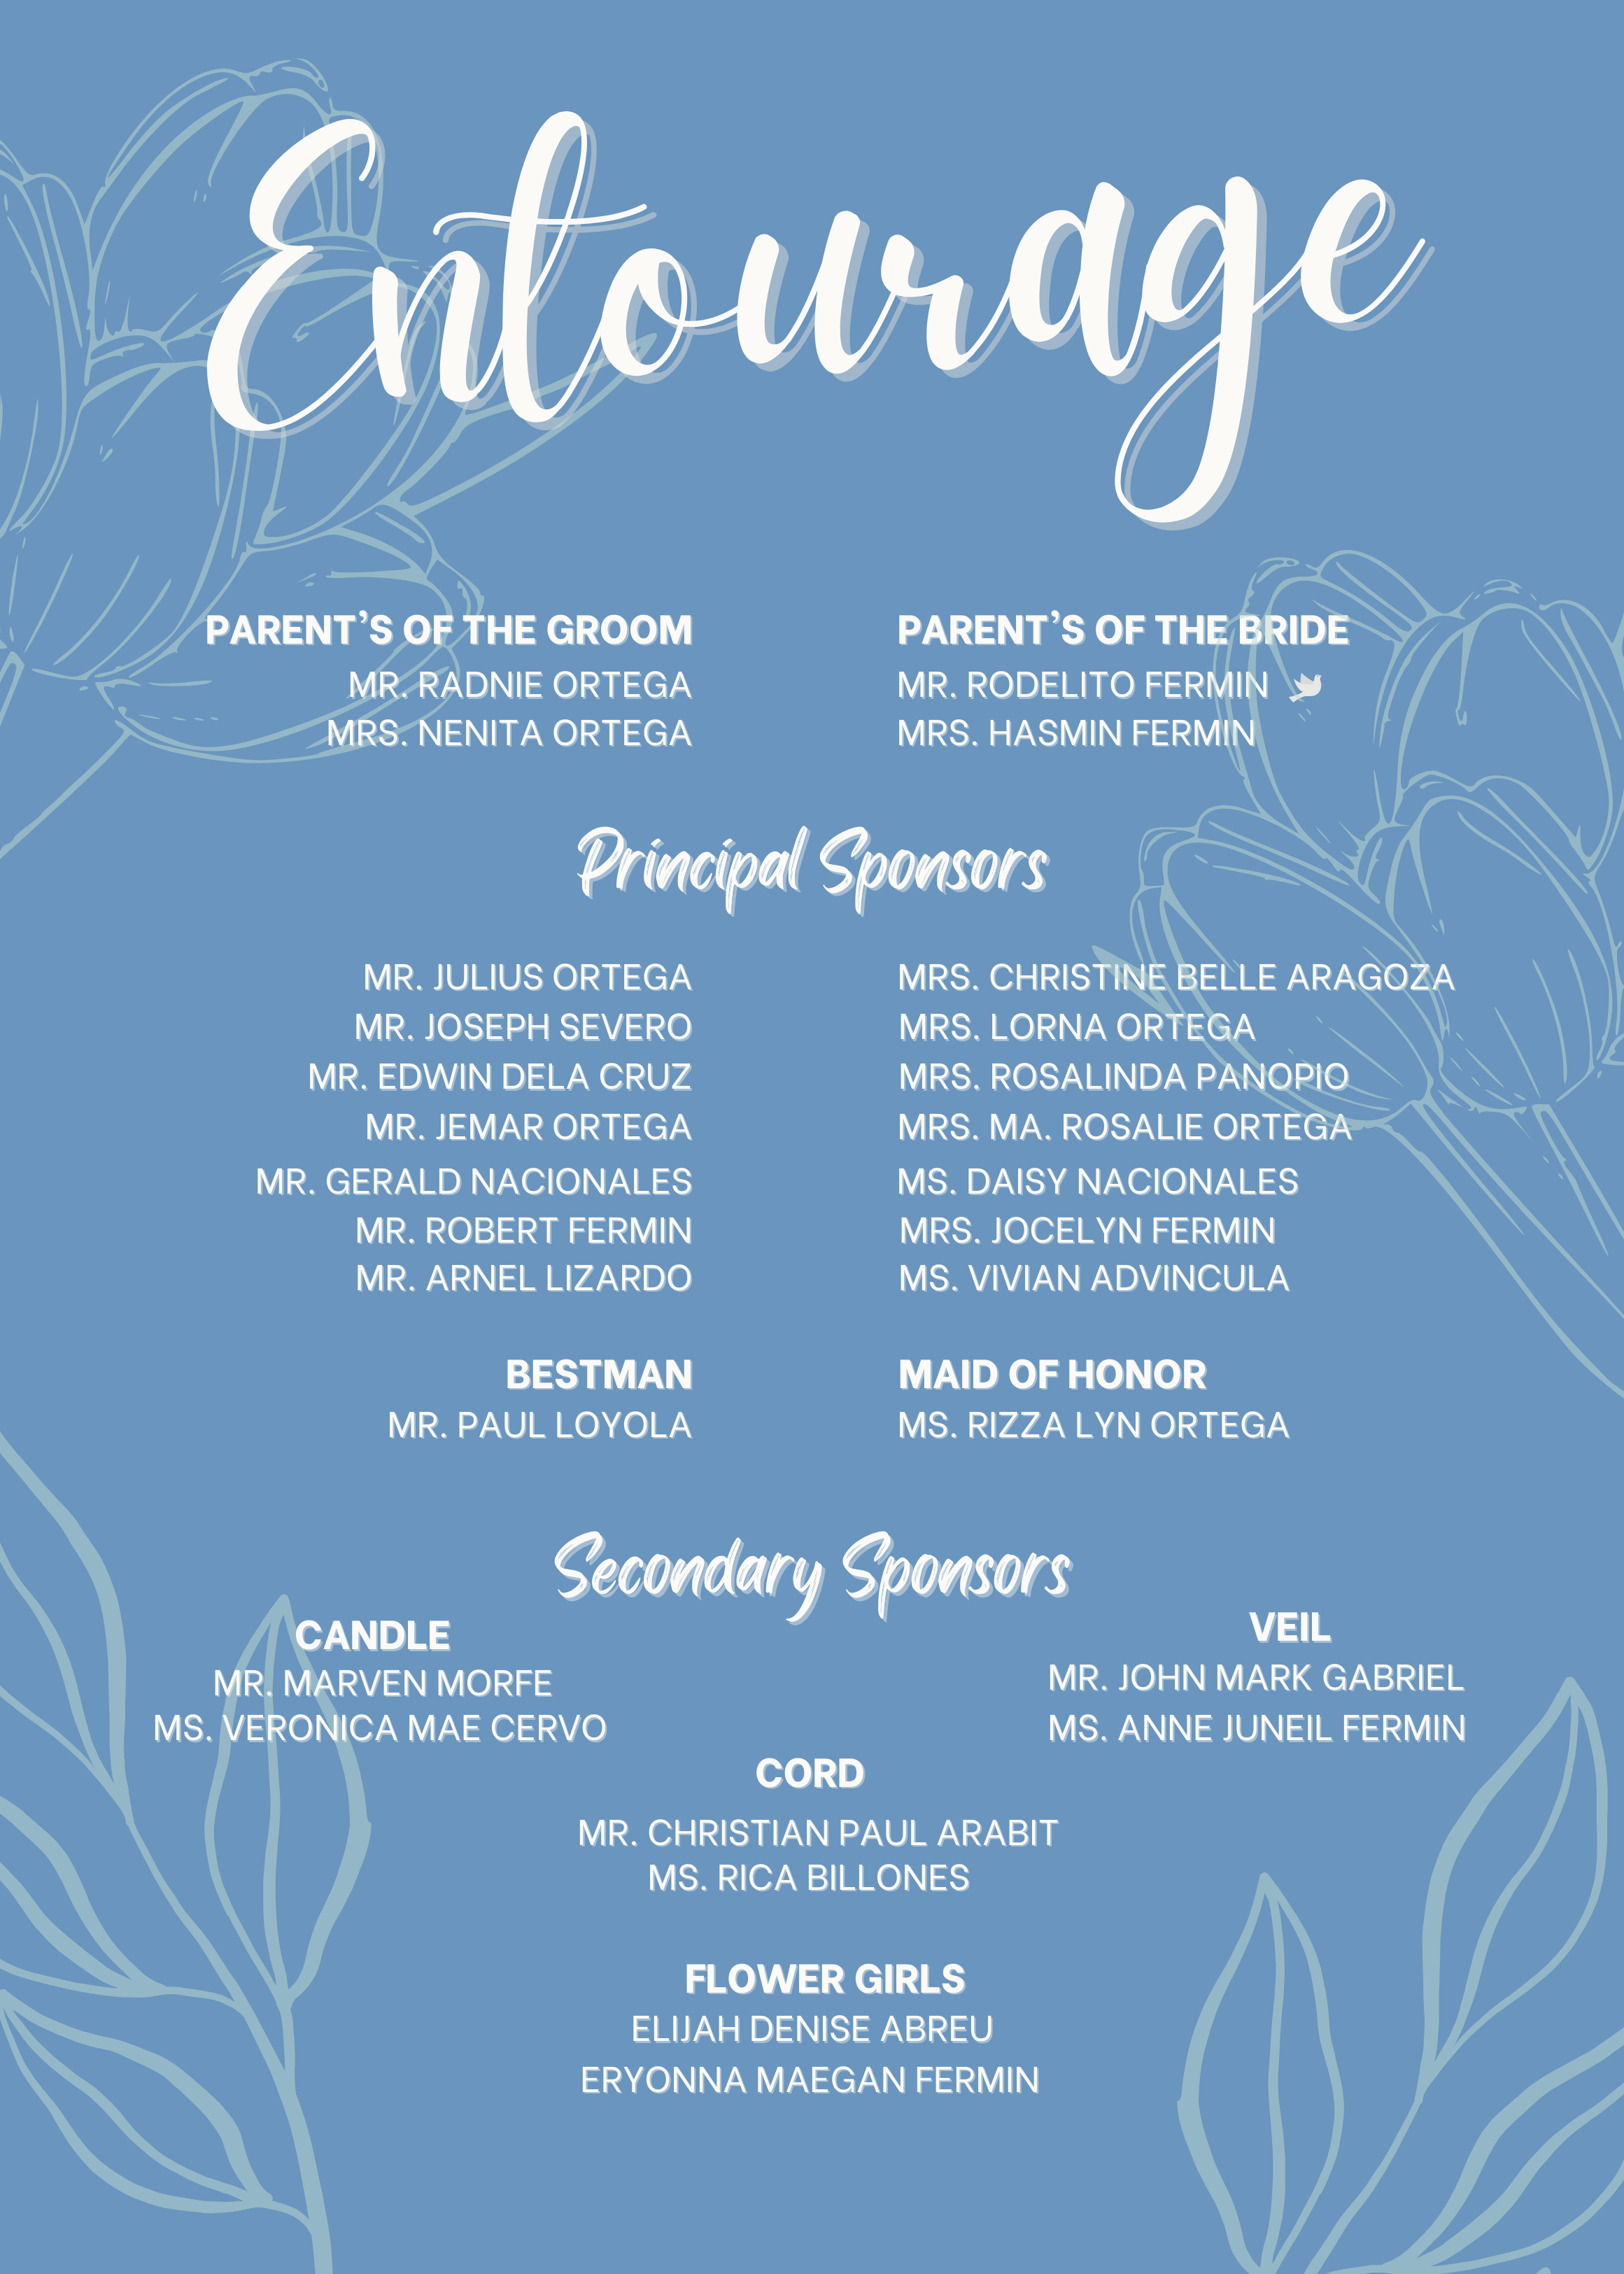 Entourage
PARENT'S OF THE GROOM
MR. RADNIE ORTEGA
MRS. NENITA ORTEGA
PARENT'S OF THE BRIDE
MR. RODELITO FERMIN
MRS. HASMIN FERMIN
Principal Sponsors
MR. JULIUS ORTEGA
MR. JOSEPH SEVERO
MR. EDWIN DELA CRUZ
MR. JEMAR ORTEGA
MR. GERALD NACIONALES
MR. ROBERT FERMIN
MR. ARNEL LIZARDO
MRS. CHRISTINE BELLE ARAGOZA
MRS. LORNA ORTEGA
MRS. ROSALINDA PANOPIO
MRS. MA. ROSALIE ORTEGA
MS. DAISY NACIONALES
MRS. JOCELYN FERMIN
MS. VIVIAN ADVINCULA
BESTMAN
MR. PAUL LOYOLA
MAID OF HONOR
MS. RIZZA LYN ORTEGA
Secondary Sponsors
CANDLE
MR. MARVEN MORFE
MS. VERONICA MAE CERVO
VEIL
MR. JOHN MARK GABRIEL
MS. ANNE JUNEIL FERMIN
CORD
MR. CHRISTIAN PAUL ARABIT
MS. RICA BILLONES
FLOWER GIRLS
ELIJAH DENISE ABREU
ERYONNA MAEGAN FERMIN